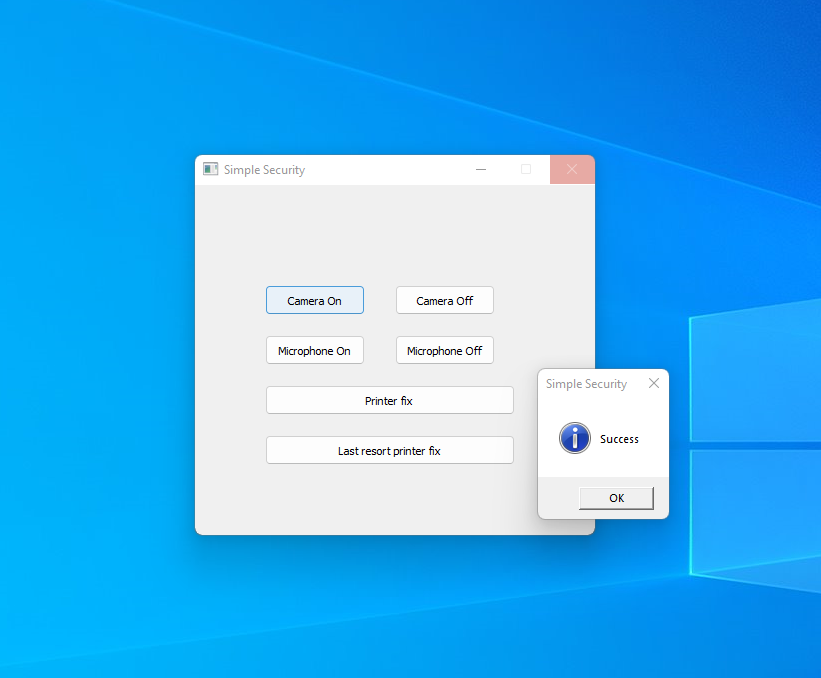 Simple Security
Camera On
Camera Off
Microphone On
Microphone Off
Printer fix
Last resort printer fix
Simple Security
Success
OK